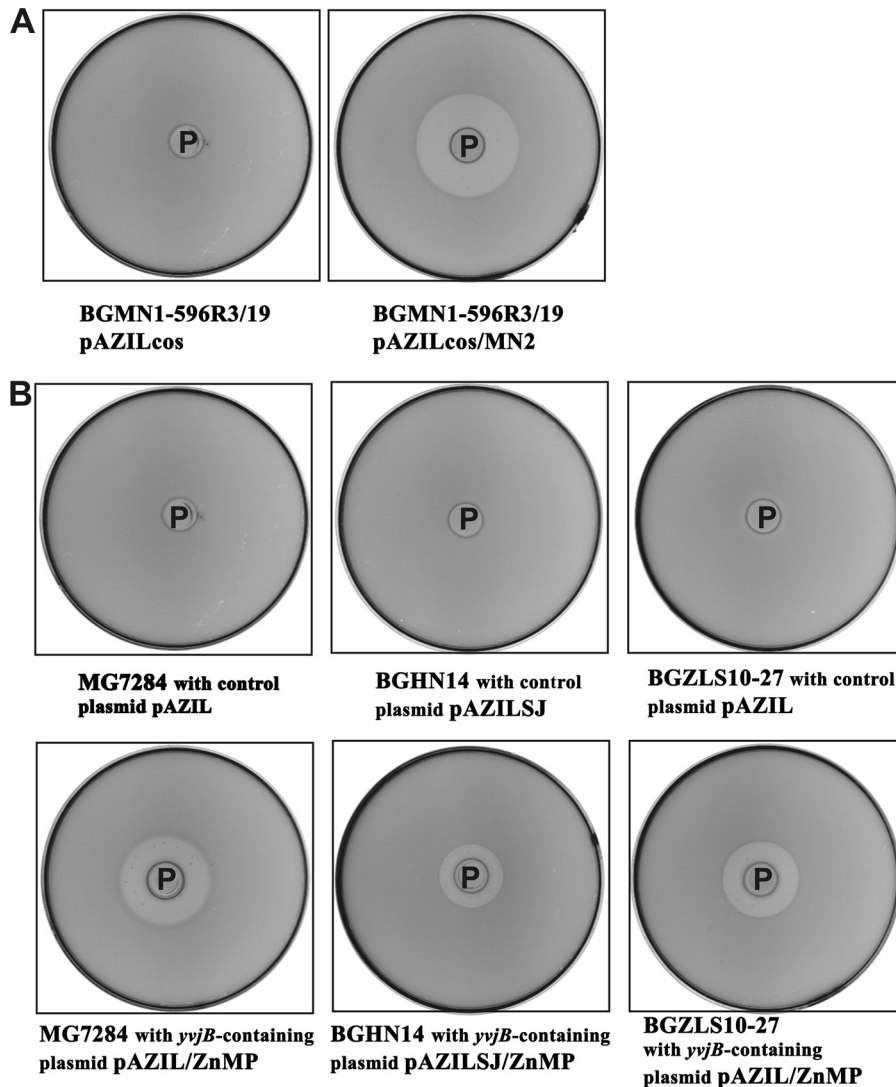 A
P
P
BGMN1-596R3/19
pAZILcos
BGMN1-596R3/19
pAZILcos/MN2
B
P
P
P
MG7284 with control
plasmid pAZIL
BGHN14 with control
plasmid pAZILSJ
BGZLS10-27 with control
plasmid pAZIL
P
P
P
MG7284 with yvjB-containing
plasmid pAZIL/ZnMP
BGHN14 with yvjB-containing
plasmid pAZILSJ/ZnMP
BGZLS10-27
with yvjB-containing
plasmid pAZIL/ZnMP